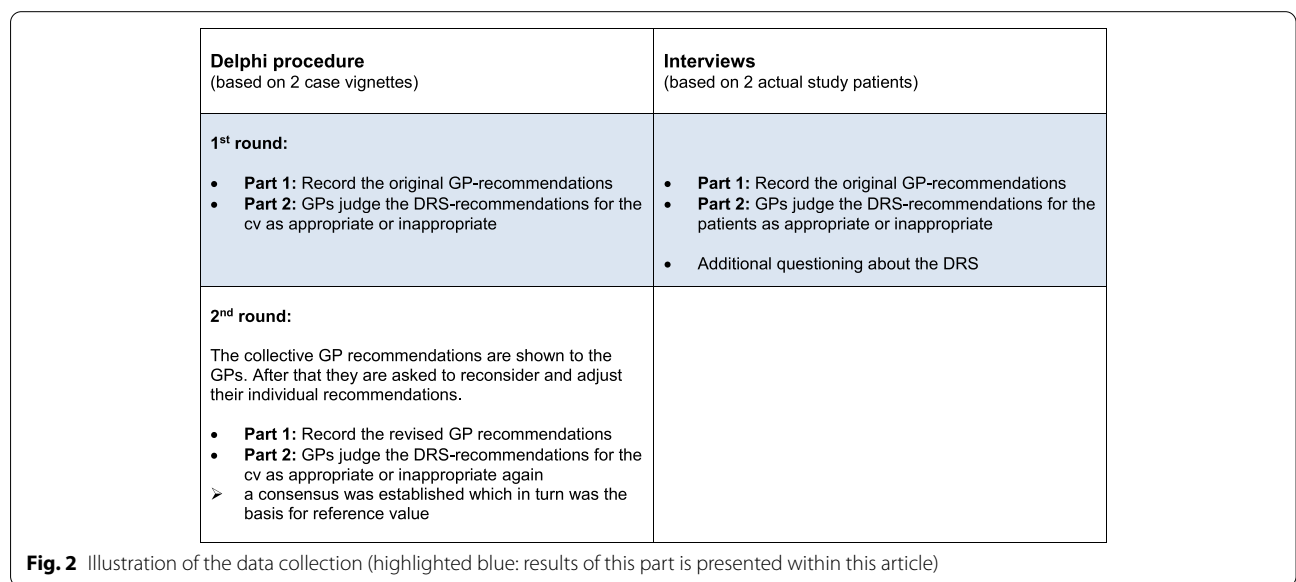 Delphi procedure
(based on 2 case vignettes)
Interviews
(based on 2 actual study patients)
1st round:
• Part 1: Record the original GP-recommendations
• Part 2: GPs judge the DRS-recommendations for the
cv as appropriate or inappropriate
• Part 1: Record the original GP-recommendations
• Part 2: GPs judge the DRS-recommendations for the
patients as appropriate or inappropriate
• Additional questioning about the DRS
2nd round:
The collective GP recommendations are shown to the
GPs. After that they are asked to reconsider and adjust
their individual recommendations.
• Part 1: Record the revised GP recommendations
• Part 2: GPs judge the DRS-recommendations for the
cv as appropriate or inappropriate again
➢ a consensus was established which in turn was the
basis for reference value
Fig. 2 Illustration of the data collection (highlighted blue: results of this part is presented within this article)